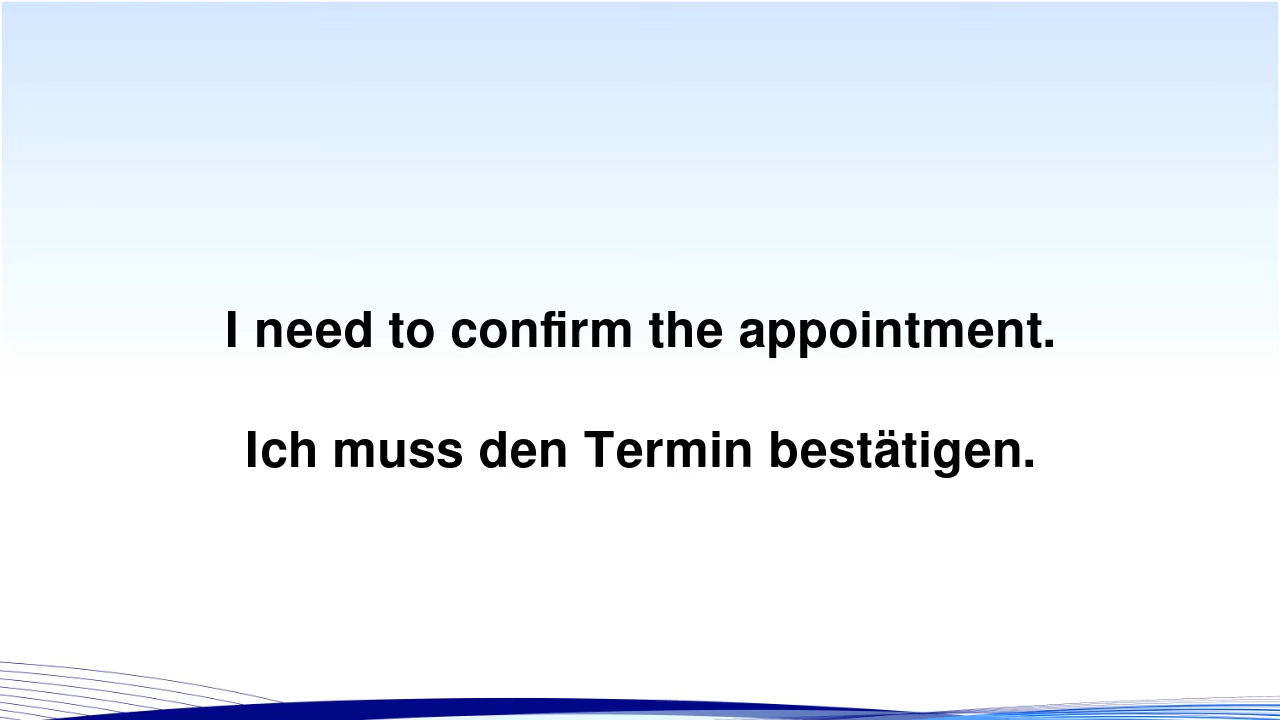 I need to confirm the appointment.
Ich muss den Termin bestätigen.